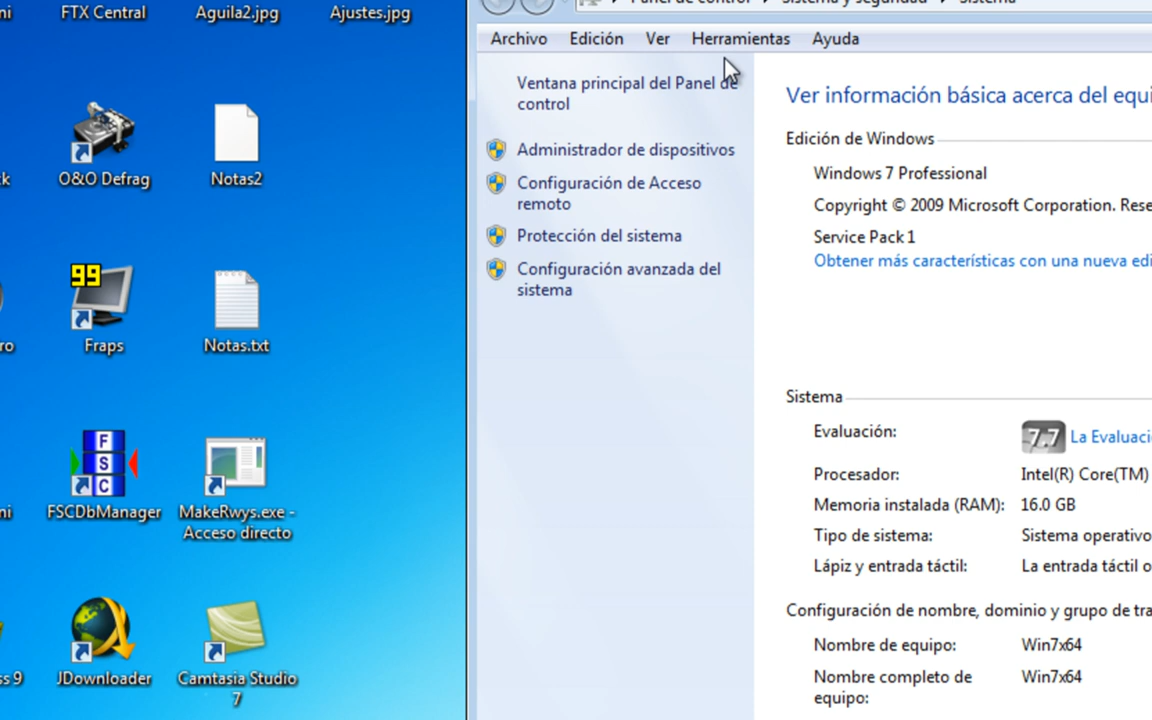 FTX Central
Aguila2.jpg
Ajustes.jpg
O&O Defrag
Notas2
99
Fraps
Notas.txt
F
S
C
FSCDbManager
MakeRwys.exe -
Acceso directo
JDownloader
Camtasia Studio
7
ss 9
Archivo Edición Ver Herramientas Ayuda
Ventana principal del Panel de
control
Administrador de dispositivos
Configuración de Acceso
remoto
Protección del sistema
Configuración avanzada del
sistema
Ver información básica acerca del equi
Edición de Windows
Windows 7 Professional
Copyright © 2009 Microsoft Corporation. Rese
Service Pack 1
Obtener más características con una nueva edi
Sistema
Evaluación: 7,7 La Evaluaci
Procesador: Intel(R) Core(TM)
Memoria instalada (RAM): 16.0 GB
Tipo de sistema: Sistema operativo
Lápiz y entrada táctil: La entrada táctil o
Configuración de nombre, dominio y grupo de tra
Nombre de equipo: Win7x64
Nombre completo de Win7x64
equipo: